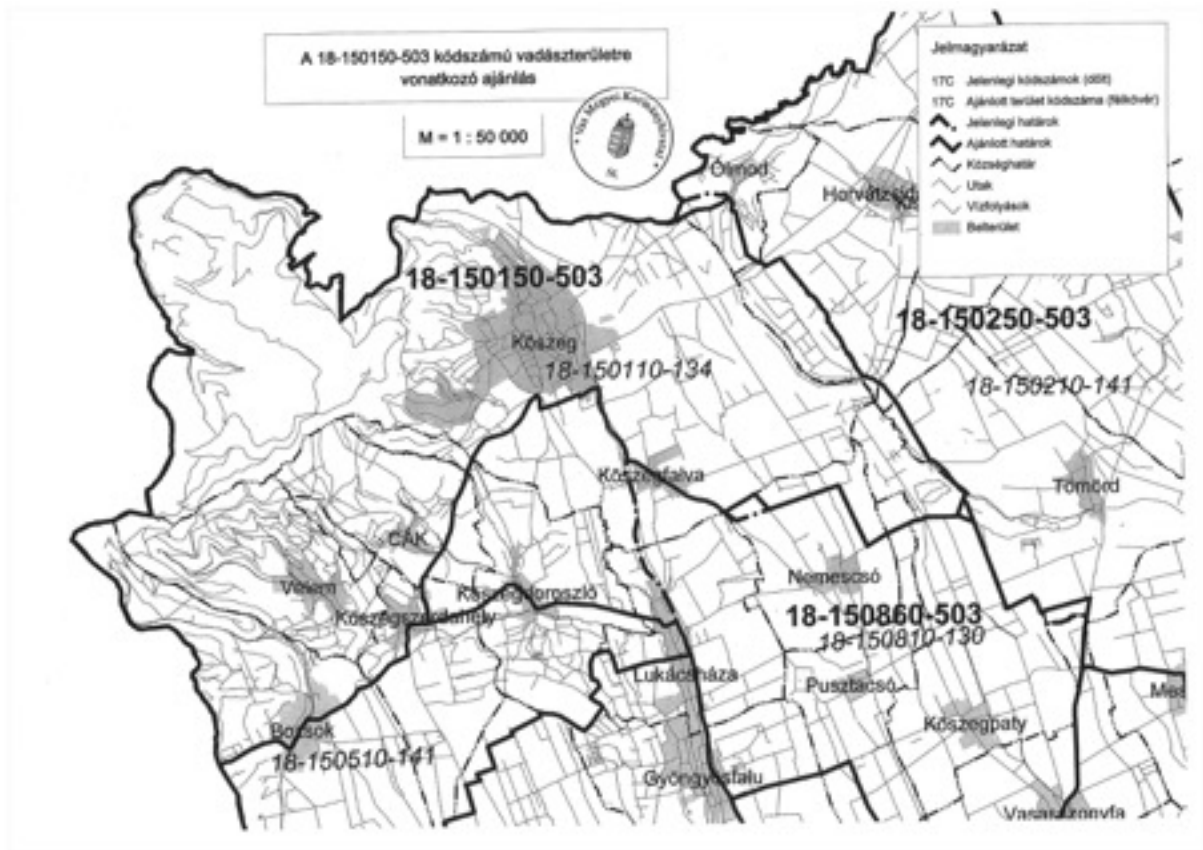 A 18-150150-503 kódszámú vadászterületre
vonatkozó ajánlás
M = 1 : 50 000
Jelmagyarázat
17C Jelenlegi kódszámok (dőlt)
17C Ajánlott terület kódszáma (félkövér)
Jelenlegi határok
Ajánlott határok
Községhatár
Utak
Vízfolyások
Belterület
Ólmod
Horvátzsid
18-150150-503
18-150250-503
Kőszeg
18-150110-134
18-150210-141
Kőszegfalva
Tömörd
CÁK
Velem
Kőszegdoroszló
Nemescsó
Kőszegszerdahely
18-150860-503
18-150810-130
Lukácsháza
Pusztacsó
Bozsok
Kőszegpaty
18-150510-141
Gyöngyösfalu
Vasasszonyfa